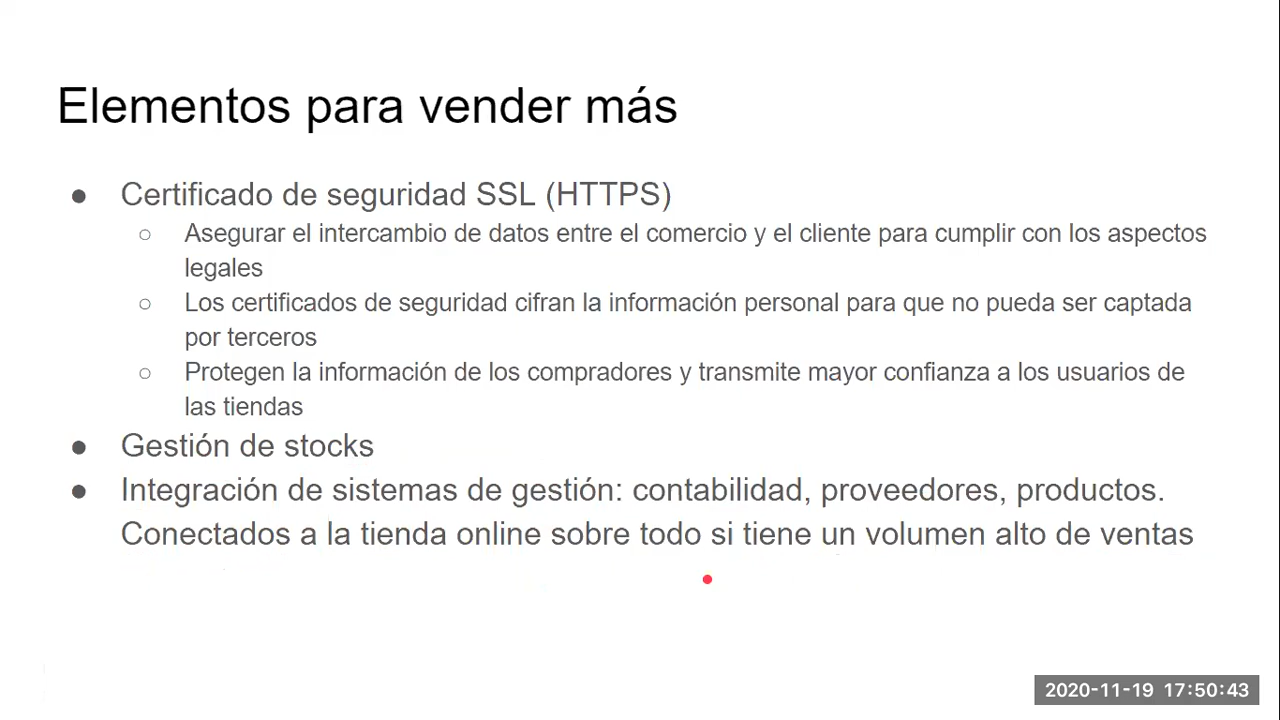 Elementos para vender más
● Certificado de seguridad SSL (HTTPS)
○ Asegurar el intercambio de datos entre el comercio y el cliente para cumplir con los aspectos
legales
○ Los certificados de seguridad cifran la información personal para que no pueda ser captada
por terceros
○ Protegen la información de los compradores y transmite mayor confianza a los usuarios de
las tiendas
● Gestión de stocks
● Integración de sistemas de gestión: contabilidad, proveedores, productos.
Conectados a la tienda online sobre todo si tiene un volumen alto de ventas
2020-11-19 17:50:43